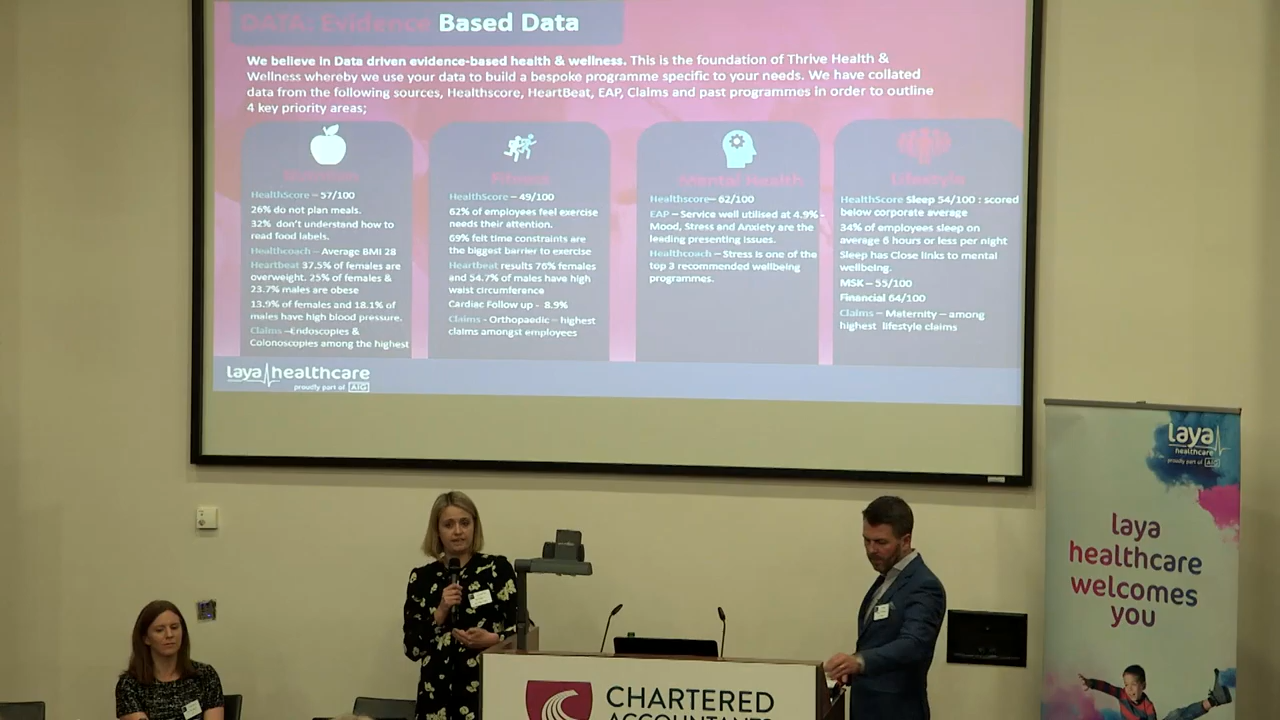 DATA: Evidence Based Data
We believe in Data driven evidence-based health & wellness. This is the foundation of Thrive Health &
Wellness whereby we use your data to build a bespoke programme specific to your needs. We have collated
data from the following sources, Healthscore, HeartBeat, EAP, Claims and past programmes in order to outline
4 key priority areas;
Nutrition
HealthScore – 57/100
26% do not plan meals.
32% don't understand how to
read food labels.
Healthcoach – Average BMI 28
Heartbeat 37.5% of females are
overweight, 25% of females &
23.7% males are obese
13.9% of females and 18.1% of
males have high blood pressure.
Claims –Endoscopies &
Colonoscopies among the highest
Fitness
HealthScore – 49/100
62% of employees feel exercise
needs their attention.
69% felt time constraints are
the biggest barrier to exercise
Heartbeat results 76% females
and 54.7% of males have high
waist circumference
Cardiac Follow up - 8.9%
Claims - Orthopaedic – highest
claims amongst employees
Mental Health
Healthscore– 62/100
EAP – Service well utilised at 4.9% -
Mood, Stress and Anxiety are the
leading presenting issues.
Healthcoach – Stress is one of the
top 3 recommended wellbeing
programmes.
Lifestyle
HealthScore Sleep 54/100 : scored
below corporate average
34% of employees sleep on
average 6 hours or less per night
Sleep has Close links to mental
wellbeing.
MSK – 55/100
Financial 64/100
Claims – Maternity – among
highest lifestyle claims
laya healthcare
proudly part of AIG
laya
healthcare
proudly part of AIG
laya
healthcare
welcomes
you
CHARTERED
ACCOUNTANTS